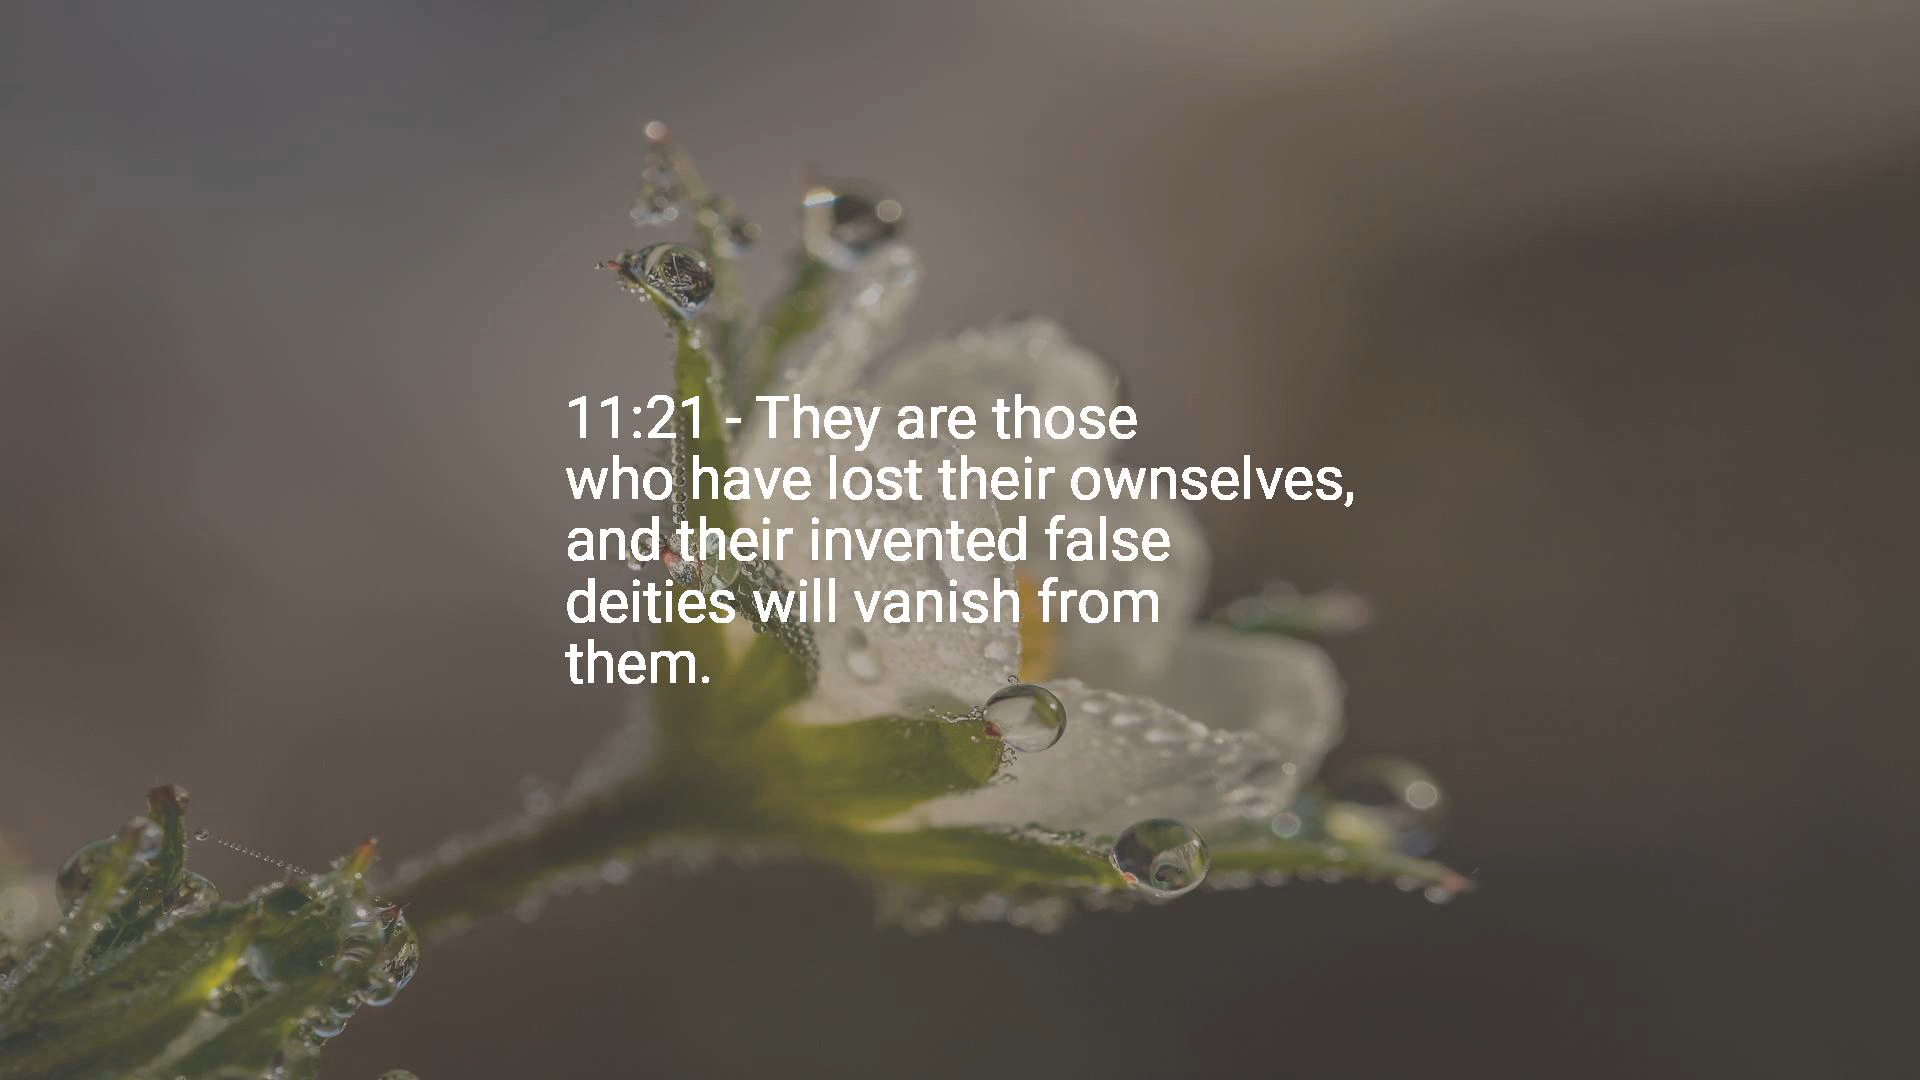 11:21 - They are those
who have lost their ownselves,
and their invented false
deities will vanish from
them.